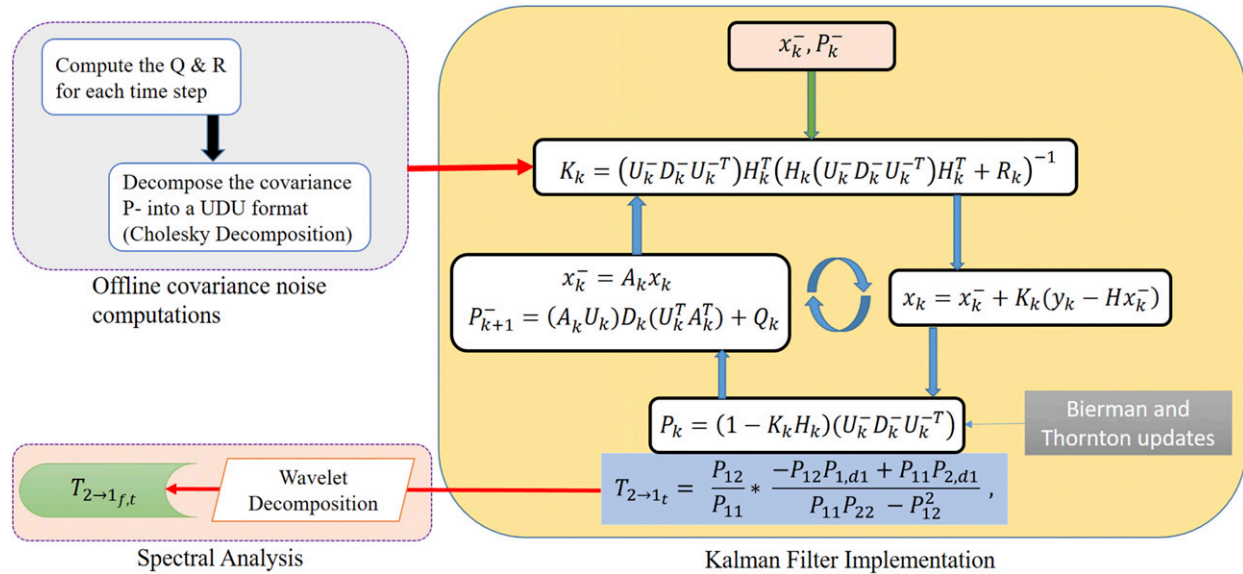 Compute the Q & R
for each time step
Decompose the covariance
P- into a UDU format
(Cholesky Decomposition)
Offline covariance noise
computations
x_k^-, P_k^-
K_k = (U_k^- D_k^- U_k^{-T})H_k^T(H_k(U_k^- D_k^- U_k^{-T})H_k^T + R_k)^{-1}
x_k^- = A_k x_k
P_{k+1}^- = (A_k U_k)D_k(U_k^T A_k^T) + Q_k
x_k = x_k^- + K_k(y_k − Hx_k^-)
P_k = (1 − K_k H_k)(U_k^- D_k^- U_k^{-T})
Bierman and
Thornton updates
T_{2→1_t} = P_{12}/P_{11} * (−P_{12}P_{1,d1} + P_{11}P_{2,d1})/(P_{11}P_{22} − P_{12}^2) ,
Wavelet
Decomposition
T_{2→1_{f,t}}
Spectral Analysis
Kalman Filter Implementation